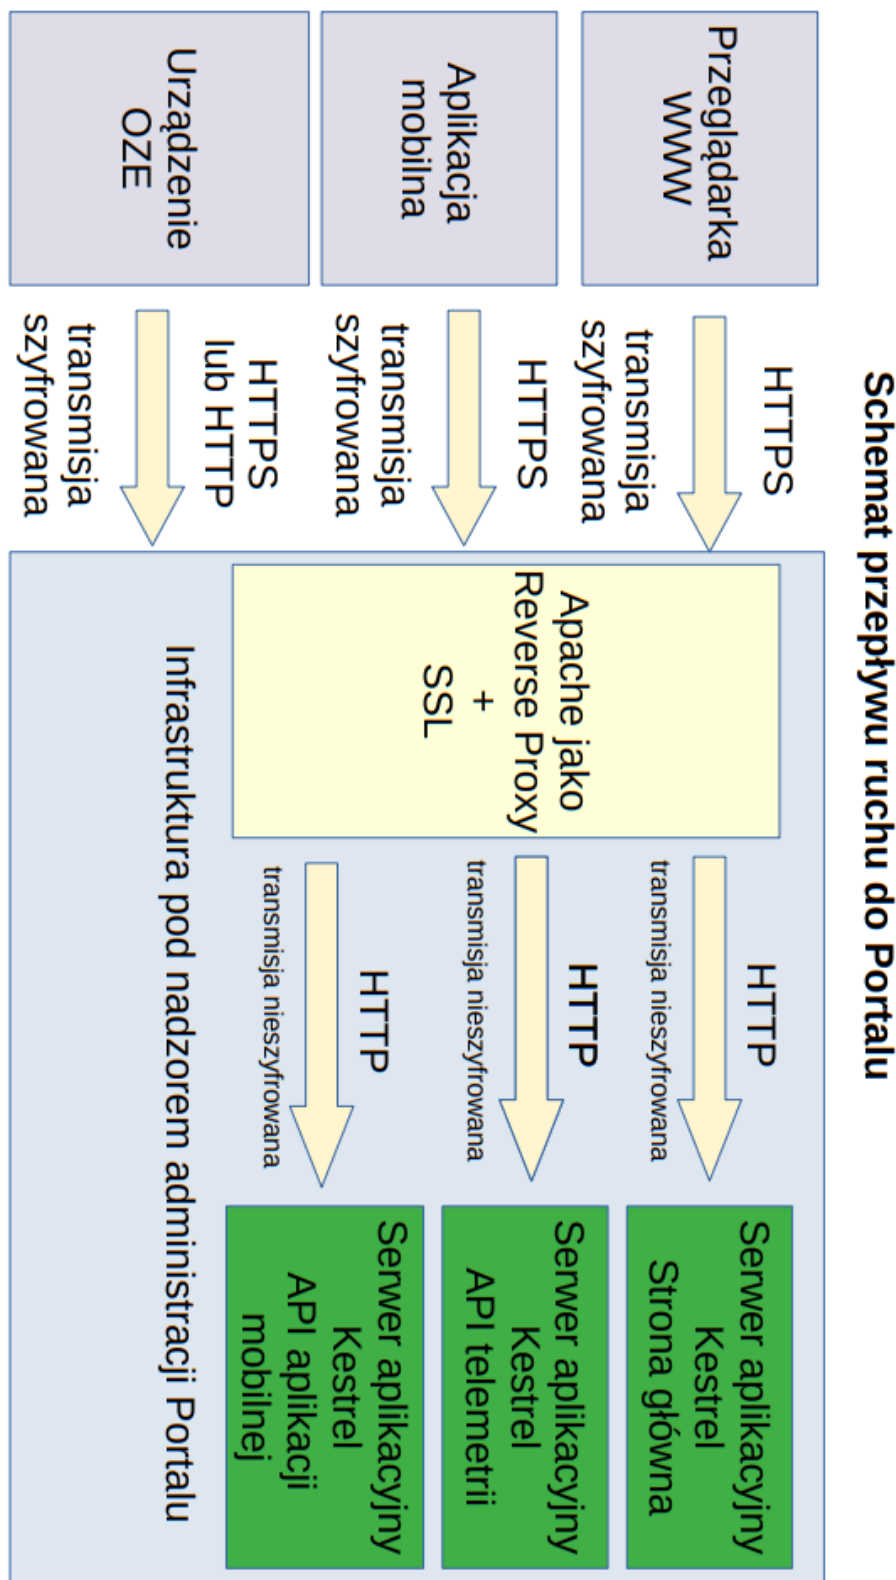 Schemat przepływu ruchu do Portalu
Przeglądarka
WWW
HTTPS
transmisja
szyfrowana
Aplikacja
mobilna
HTTPS
transmisja
szyfrowana
Urządzenie
OZE
HTTPS
lub HTTP
transmisja
szyfrowana
Apache jako
Reverse Proxy
+
SSL
HTTP
transmisja nieszyfrowana
HTTP
transmisja nieszyfrowana
HTTP
transmisja nieszyfrowana
Serwer aplikacyjny
Kestrel
Strona główna
Serwer aplikacyjny
Kestrel
API telemetrii
Serwer aplikacyjny
Kestrel
API aplikacji
mobilnej
Infrastruktura pod nadzorem administracji Portalu